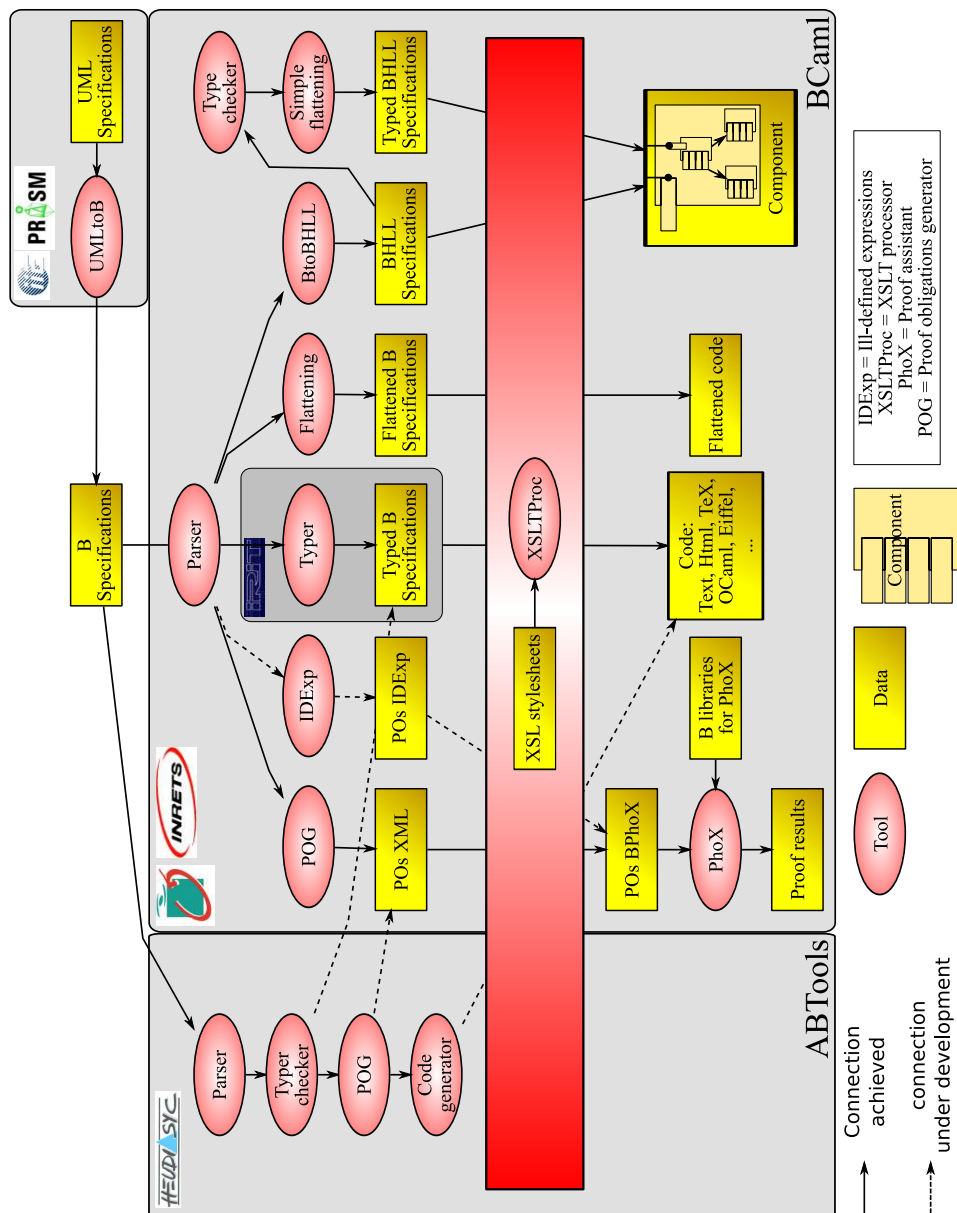 HEUDIASYC
Parser
Typer
checker
POG
Code
generator
ABTools
INRETS
B
Specifications
UML
Specifications
UMLtoB
PRiSM
Parser
POG
IDExp
IRIT
Typer
Flattening
BtoBHLL
Type
checker
Simple
flattening
POs XML
POs IDExp
Typed B
Specifications
Flattened B
Specifications
BHLL
Specifications
Typed BHLL
Specifications
XSL stylesheets
XSLTProc
POs BPhoX
PhoX
Proof results
B libraries
for PhoX
Code:
Text, Html, TeX,
OCaml, Eiffel,
...
Flattened code
Component
BCaml
Connection
achieved
connection
under development
Tool
Data
Component
IDExp = Ill-defined expressions
XSLTProc = XSLT processor
PhoX = Proof assistant
POG = Proof obligations generator